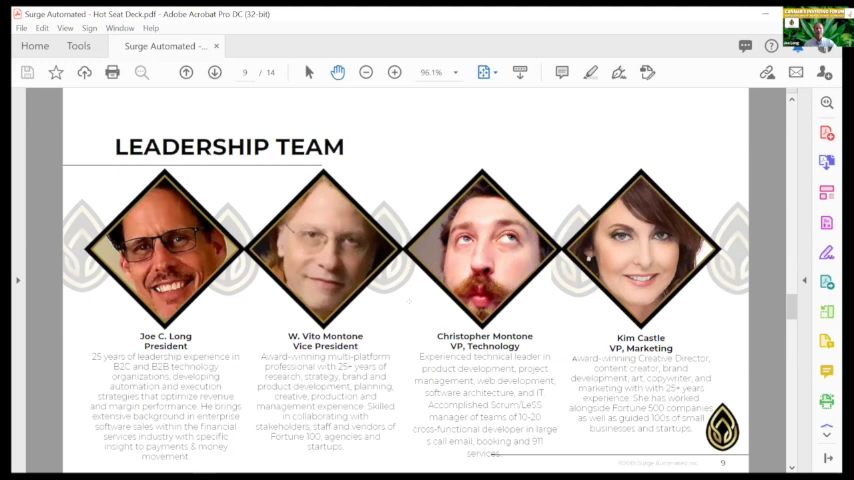 Surge Automated - Hot Seat Deck.pdf - Adobe Acrobat Pro DC (32-bit)
File Edit View Sign Window Help
Home Tools Surge Automated -...
9 / 14 96.1%
LEADERSHIP TEAM
Joe C. Long
President
25 years of leadership experience in
B2C and B2B technology
organizations, developing
automation and execution
strategies that optimize revenue
and margin performance. He brings
extensive background in enterprise
software sales within the financial
services industry with specific
insight to payments & money
movement.
W. Vito Montone
Vice President
Award-winning multi-platform
professional with 25+ years of
research, strategy, brand and
product development, planning,
creative, production and
management experience. Skilled
in collaborating with
stakeholders, staff and vendors of
Fortune 100, agencies and
startups.
Christopher Montone
VP, Technology
Experienced technical leader in
product development, project
management, web development,
software architecture, and IT.
Accomplished Scrum/LeSS
manager of teams of 10-20
cross-functional developer in large
s call email, booking and 911
services.
Kim Castle
VP, Marketing
Award-winning Creative Director,
content creator, brand
development, art, copywriter, and
marketing with with 25+ years
experience. She has worked
alongside Fortune 500 companies
as well as guided 100s of small
businesses and startups.
Surge Automated Inc.
9
Joe Long